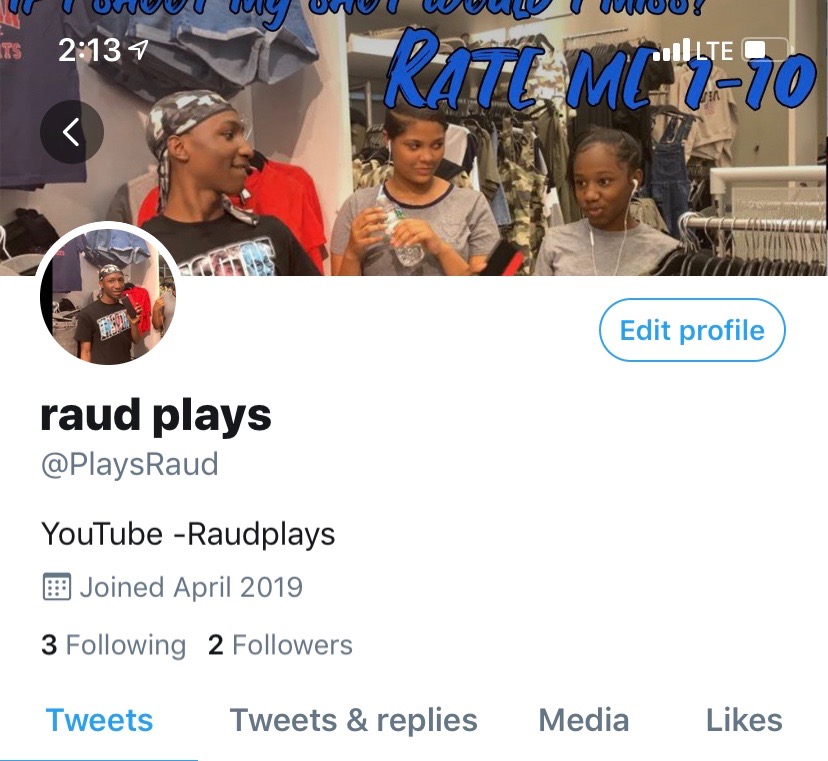 IF I SHOOT MY SHOT WOULD I MISS?
2:13 LTE
RATE ME 1-10
Edit profile
raud plays
@PlaysRaud
YouTube -Raudplays
Joined April 2019
3 Following 2 Followers
Tweets Tweets & replies Media Likes